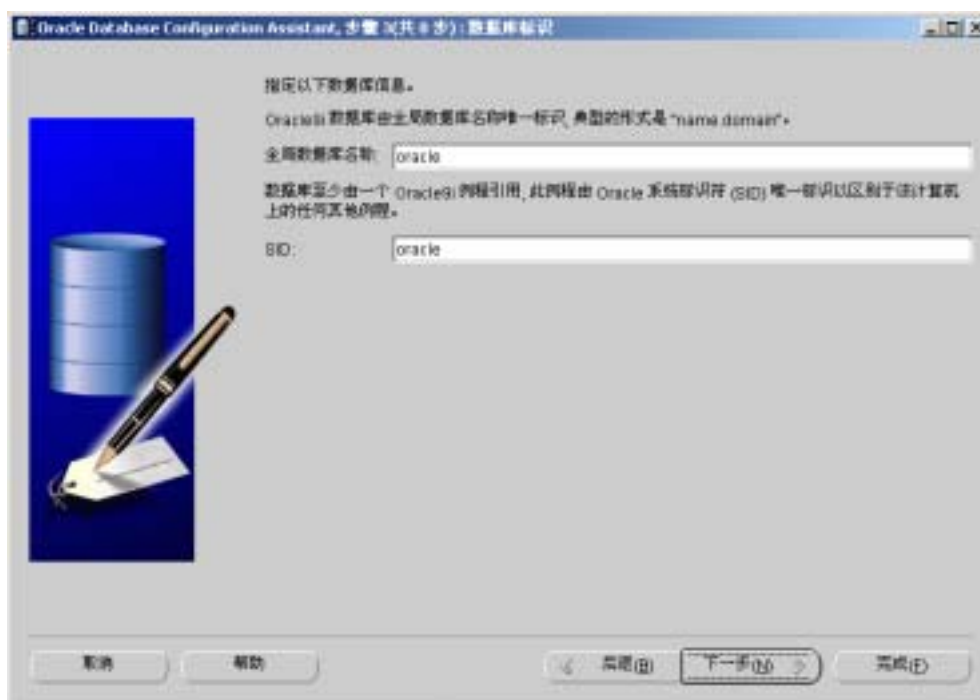 Oracle Database Configuration Assistant, 步骤 3(共 8 步) : 数据库标识
指定以下数据库信息。
Oracle9i 数据库由全局数据库名称唯一标识, 典型的形式是 "name.domain"。
全局数据库名称: oracle
数据库至少由一个 Oracle9i 例程引用, 此例程由 Oracle 系统标识符 (SID) 唯一标识以区别于该计算机
上的任何其他例程。
SID: oracle
取消 帮助 后退(B) 下一步(N) 完成(F)